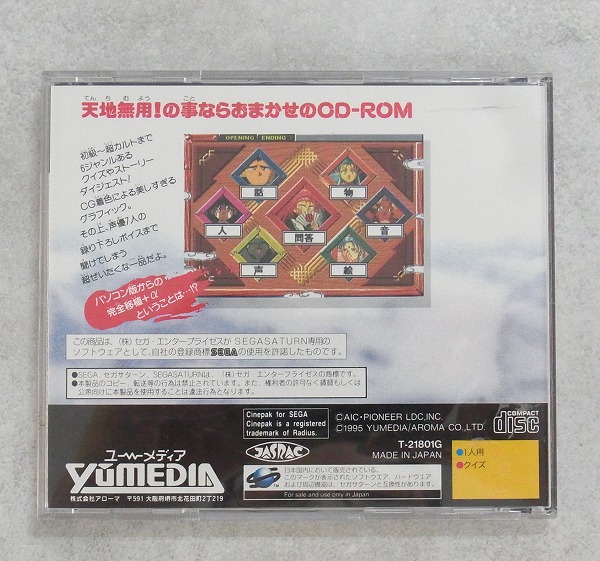 てんちむよう こと
天地無用!の事ならおまかせのCD-ROM
初級〜超カルトまで
6ジャンルある
クイズやストーリー
ダイジェスト!
CG着色による美しすぎる
グラフィック。
その上、声優7人の
録り下ろしボイスまで
聞けてしまう
超ぜいたくな一品だよ。
パソコン版からの
完全移植+α
ということは…!?
OPENING ENDING
話 物
人 問答 音
声 絵
この商品は、(株)セガ・エンタープライゼスが SEGASATURN専用の
ソフトウェアとして、自社の登録商標SEGAの使用を許諾したものです。
●SEGA、セガサターン、SEGASATURNは、(株)セガ・エンタープライゼスの商標です。
●本製品のコピー、転送等の行為は禁止されています。また、権利者の許可なく賃貸もしくは
公衆向に本製品を使用することは違法行為となります。
Cinepak for SEGA
Cinepak is a registered
trademark of Radius.
©AIC・PIONEER LDC,INC.
©1995 YUMEDIA/AROMA CO.,LTD.
COMPACT
disc
T-21801G
MADE IN JAPAN
JASRAC
●1人用
●クイズ
ユーメディア
YUMEDIA
株式会社アローマ 〒591 大阪府堺市北花田町2丁219
日本国内において販売されている、
このマークが表示されたソフトウェア、ハードウェア
および周辺機器は、セガサターンと互換性があります。
For sale and use only in Japan